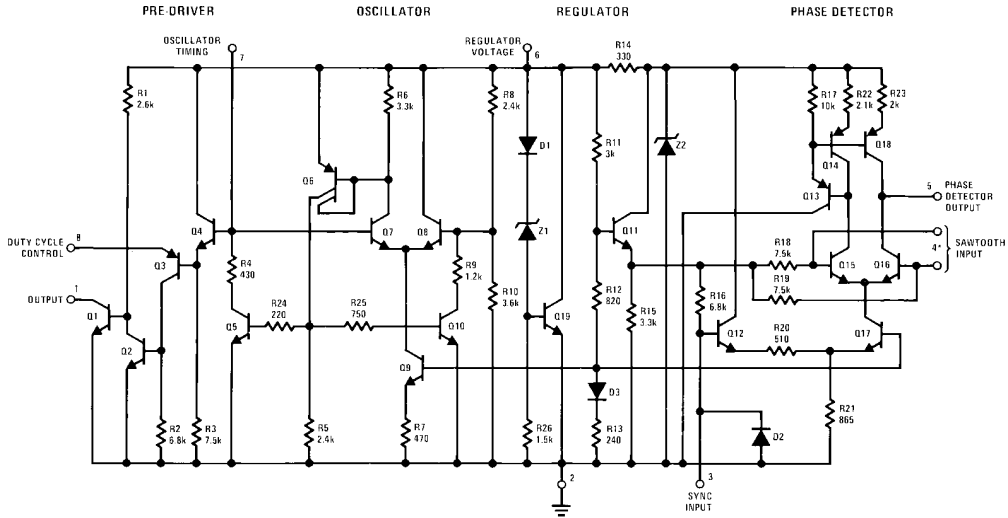 PRE-DRIVER OSCILLATOR REGULATOR PHASE DETECTOR
OSCILLATOR
TIMING
7
REGULATOR
VOLTAGE
6
R14
330
R1
2.6k
R6
3.3k
R8
2.4k
R17
10k
R22
2.1k
R23
2k
D1
R11
3k
Z2
Q14
Q18
Q6
Q13
5
PHASE
DETECTOR
OUTPUT
DUTY CYCLE
CONTROL
8
Q4
Q7
Q8
Z1
Q11
4*
SAWTOOTH
INPUT
Q3
R4
430
R9
1.2k
R18
7.5k
Q15
Q16
R19
7.5k
OUTPUT
1
R24
220
R25
750
R10
3.6k
R12
820
R15
3.3k
R16
6.8k
Q1
Q5
Q10
Q19
Q12
R20
510
Q17
Q2
Q9
D3
R2
6.8k
R3
7.5k
R5
2.4k
R7
470
R26
1.5k
R13
240
D2
R21
865
2
3
SYNC
INPUT